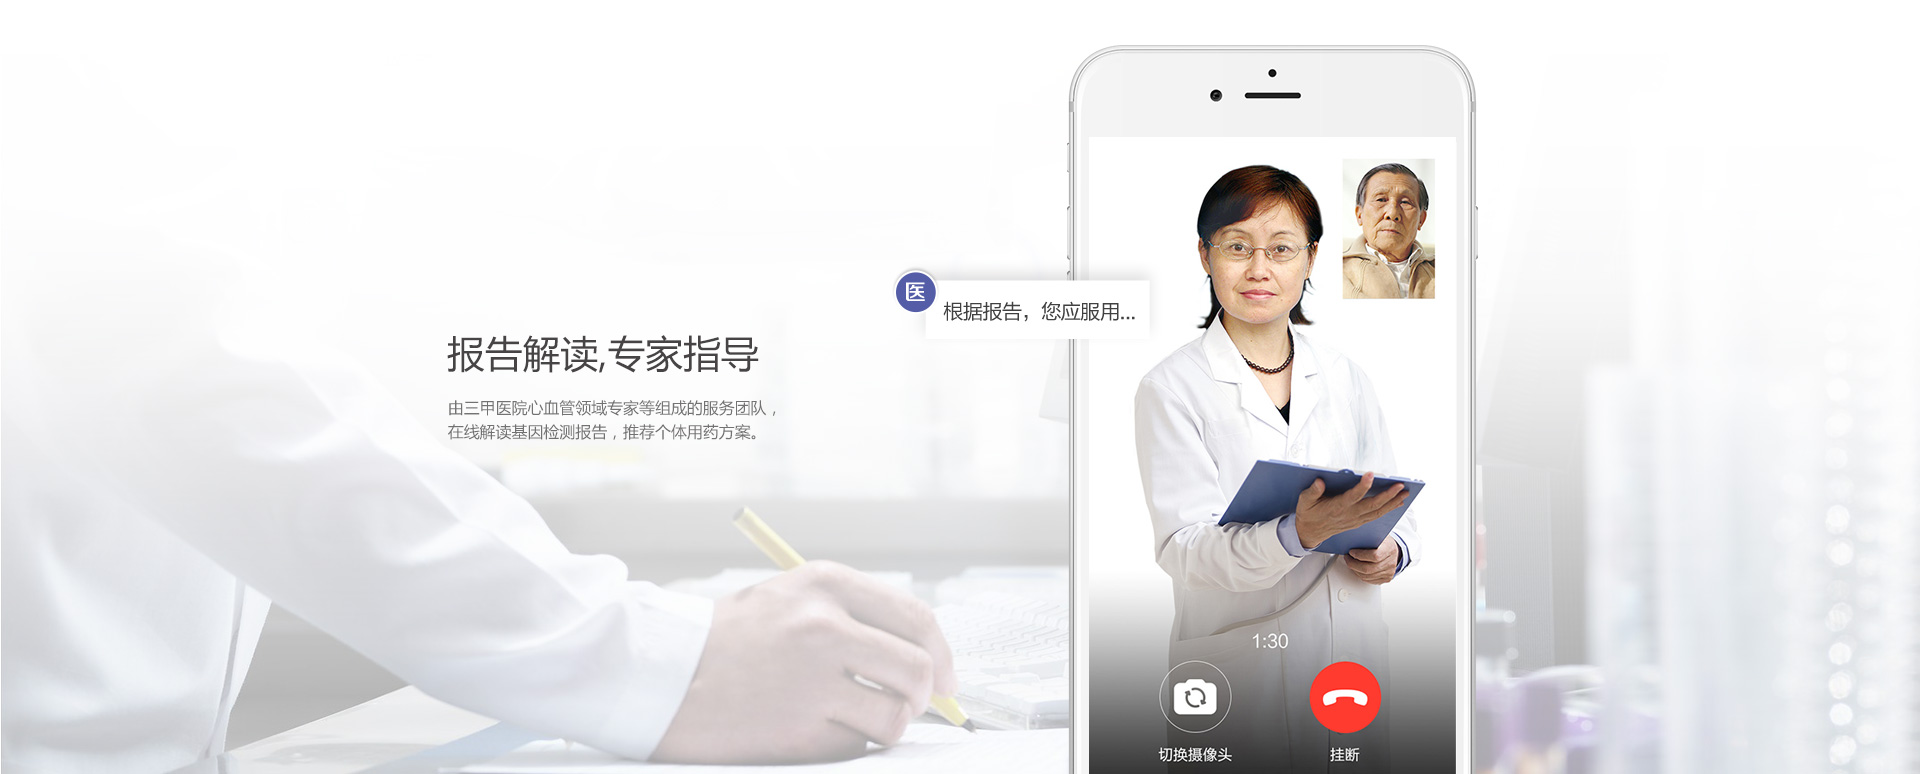 医
根据报告，您应服用...
报告解读,专家指导
由三甲医院心血管领域专家等组成的服务团队，
在线解读基因检测报告，推荐个体用药方案。
1:30
切换摄像头
挂断